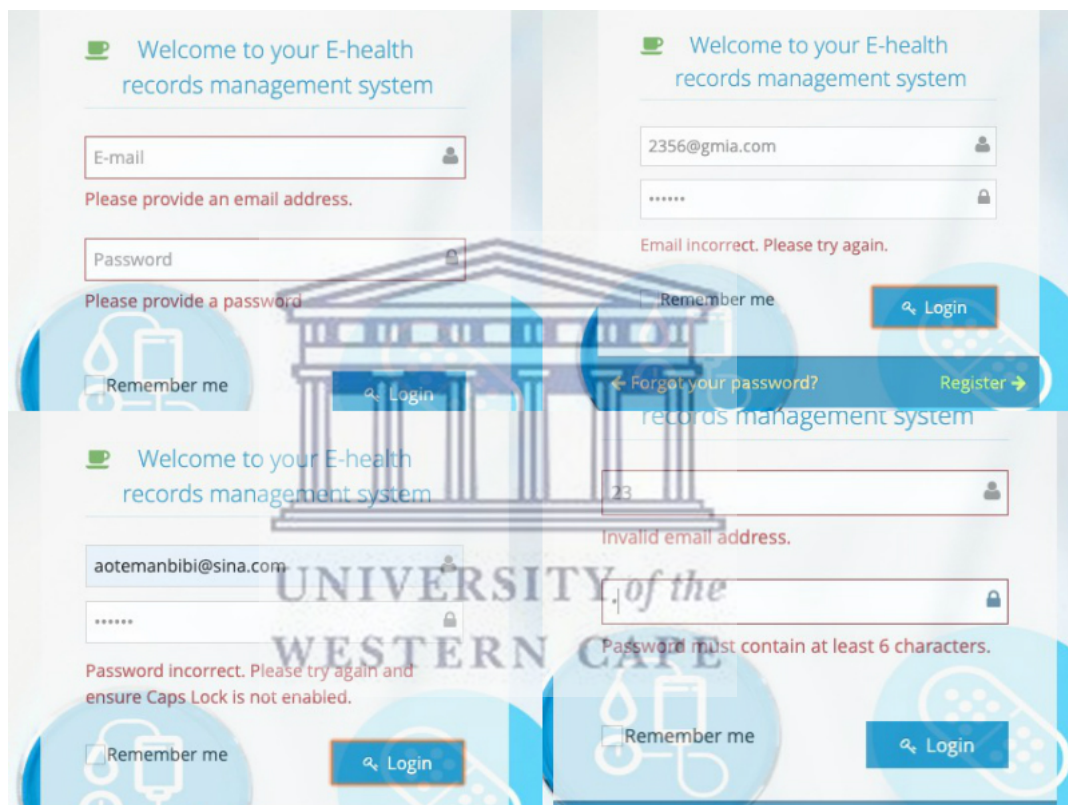 Welcome to your E-health
records management system
E-mail
Please provide an email address.
Password
Please provide a password
Remember me
Login
Welcome to your E-health
records management system
2356@gmia.com
••••••
Email incorrect. Please try again.
Remember me
Login
← Forgot your password?
Register →
Welcome to your E-health
records management system
aotemanbibi@sina.com
••••••
Password incorrect. Please try again and
ensure Caps Lock is not enabled.
Remember me
Login
records management system
23
Invalid email address.
•
Password must contain at least 6 characters.
Remember me
Login
UNIVERSITY of the
WESTERN CAPE